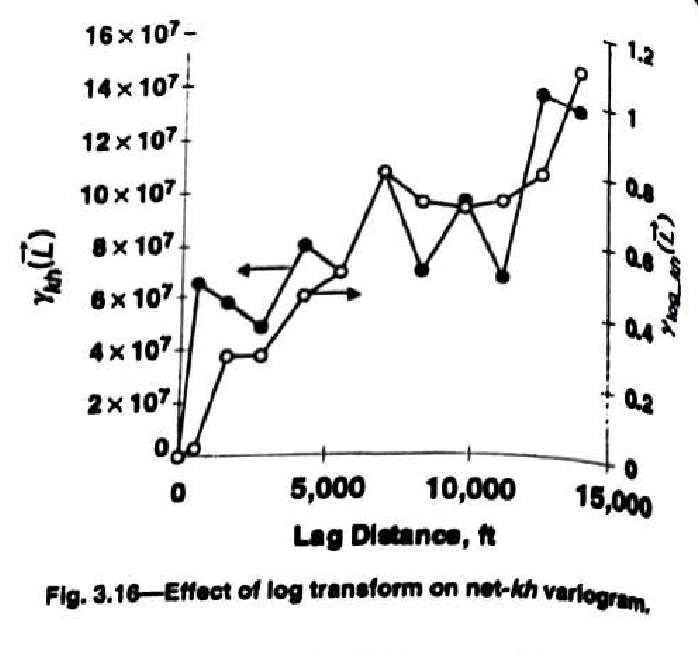 16 × 10⁷
14 × 10⁷
12 × 10⁷
10 × 10⁷
8 × 10⁷
6 × 10⁷
4 × 10⁷
2 × 10⁷
0
γkh(L⃗)
1.2
1
0.8
0.6
0.4
0.2
0
γlog_kh(L⃗)
0 5,000 10,000 15,000
Lag Distance, ft
Fig. 3.16—Effect of log transform on net-kh variogram.